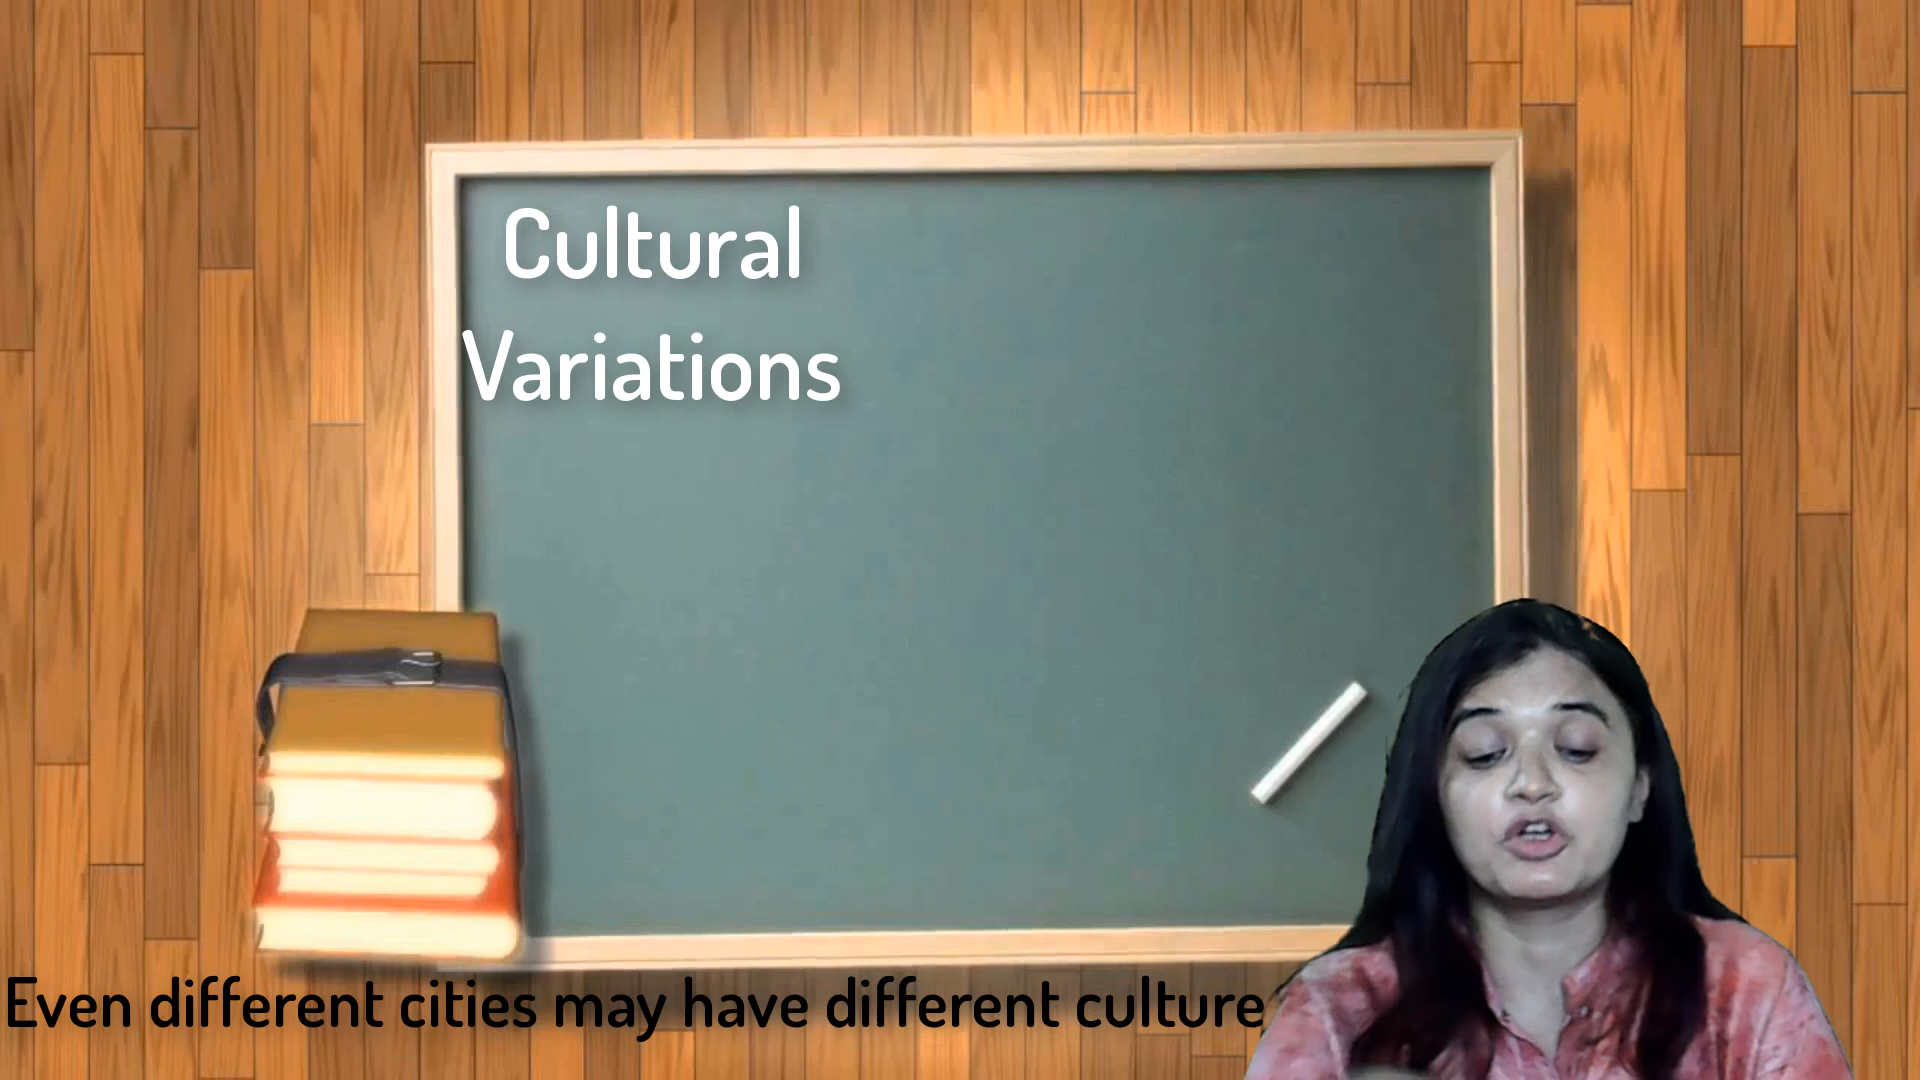 Cultural
Variations
Even different cities may have different culture